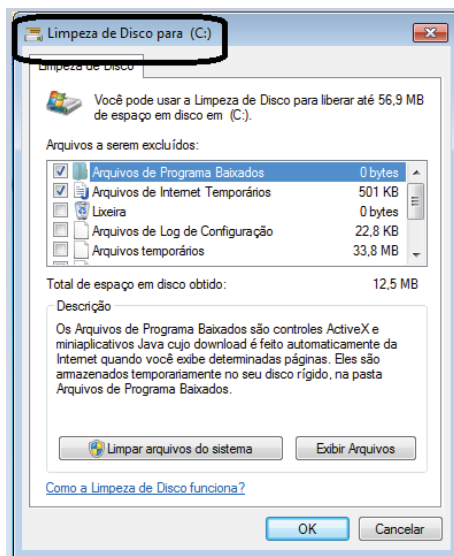 Limpeza de Disco para (C:)
Limpeza de Disco
Você pode usar a Limpeza de Disco para liberar até 56,9 MB
de espaço em disco em (C:).
Arquivos a serem excluídos:
Arquivos de Programa Baixados 0 bytes
Arquivos de Internet Temporários 501 KB
Lixeira 0 bytes
Arquivos de Log de Configuração 22,8 KB
Arquivos temporários 33,8 MB
Total de espaço em disco obtido: 12,5 MB
Descrição
Os Arquivos de Programa Baixados são controles ActiveX e
miniaplicativos Java cujo download é feito automaticamente da
Internet quando você exibe determinadas páginas. Eles são
armazenados temporariamente no seu disco rígido, na pasta
Arquivos de Programa Baixados.
Limpar arquivos do sistema Exibir Arquivos
Como a Limpeza de Disco funciona?
OK Cancelar